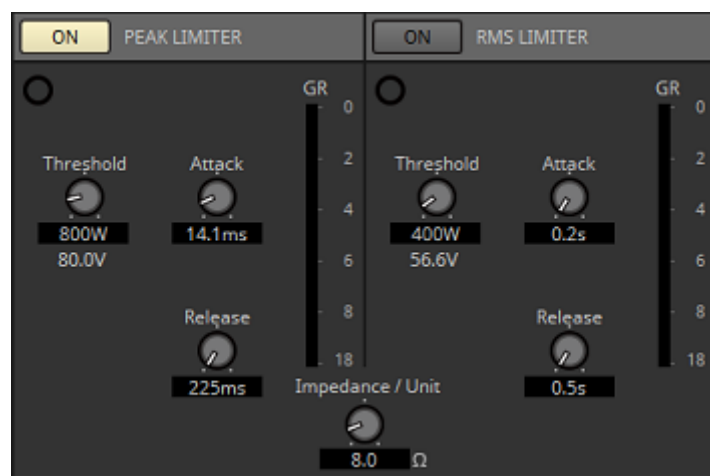 ON PEAK LIMITER
GR
0
2
4
6
8
18
Threshold
800W
80.0V
Attack
14.1ms
Release
225ms
Impedance / Unit
8.0 Ω
ON RMS LIMITER
GR
0
2
4
6
8
18
Threshold
400W
56.6V
Attack
0.2s
Release
0.5s